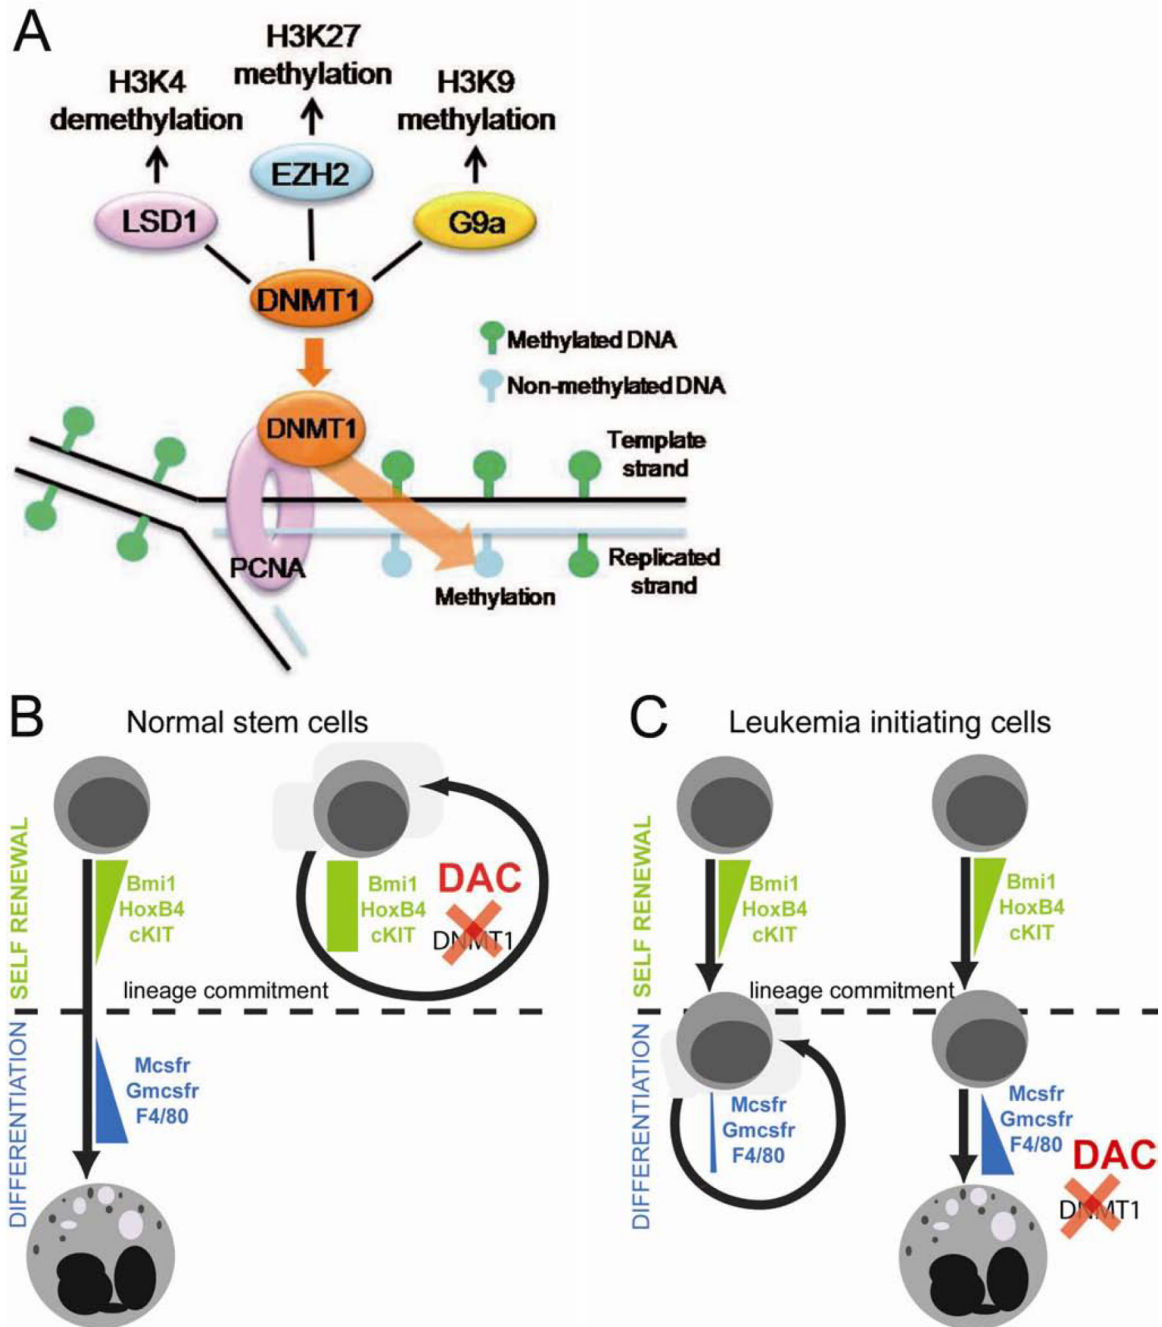 A
H3K27
methylation
H3K4
demethylation
H3K9
methylation
EZH2
LSD1
G9a
DNMT1
Methylated DNA
Non-methylated DNA
DNMT1
Template
strand
PCNA
Replicated
strand
Methylation
B
Normal stem cells
SELF RENEWAL
Bmi1
HoxB4
cKIT
Bmi1
HoxB4
cKIT
DAC
DNMT1
lineage commitment
DIFFERENTIATION
Mcsfr
Gmcsfr
F4/80
C
Leukemia initiating cells
SELF RENEWAL
Bmi1
HoxB4
cKIT
Bmi1
HoxB4
cKIT
lineage commitment
DIFFERENTIATION
Mcsfr
Gmcsfr
F4/80
Mcsfr
Gmcsfr
F4/80
DAC
DNMT1